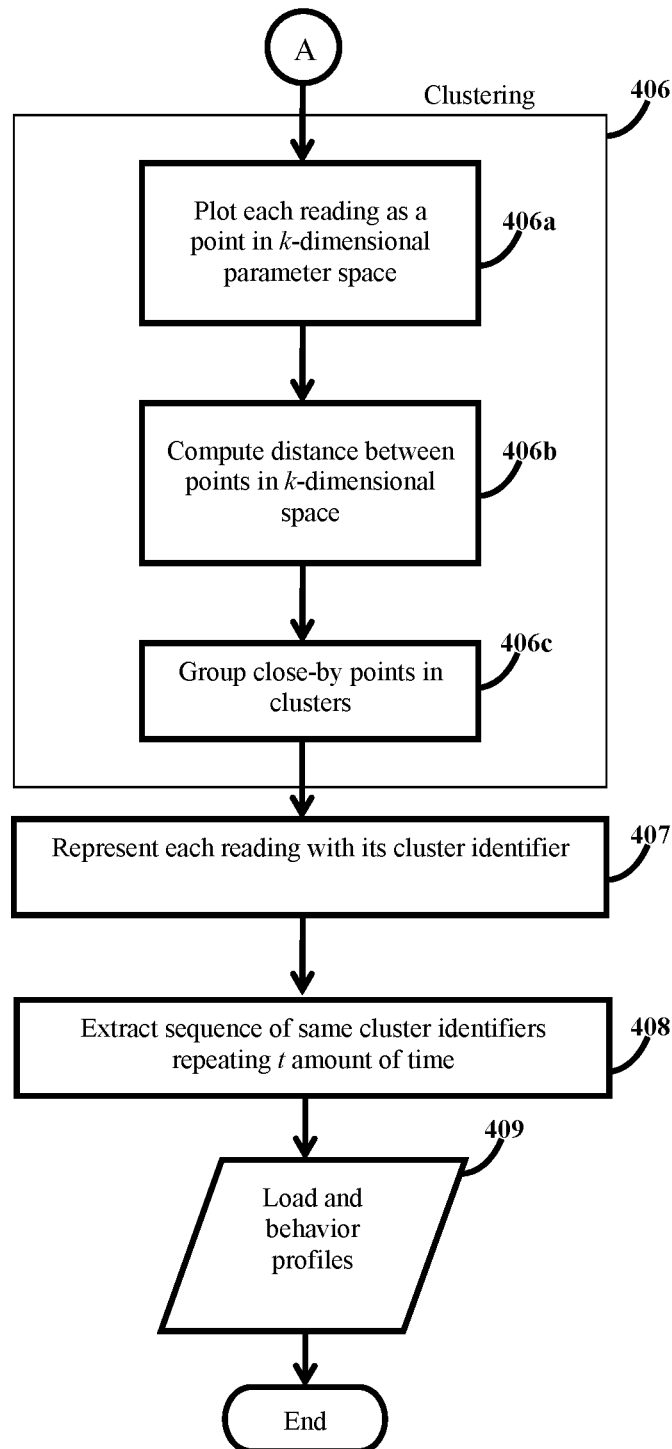 A
Clustering
406
Plot each reading as a
point in k-dimensional
parameter space
406a
Compute distance between
points in k-dimensional
space
406b
406c
Group close-by points in
clusters
Represent each reading with its cluster identifier
407
Extract sequence of same cluster identifiers
repeating t amount of time
408
409
Load and
behavior
profiles
End